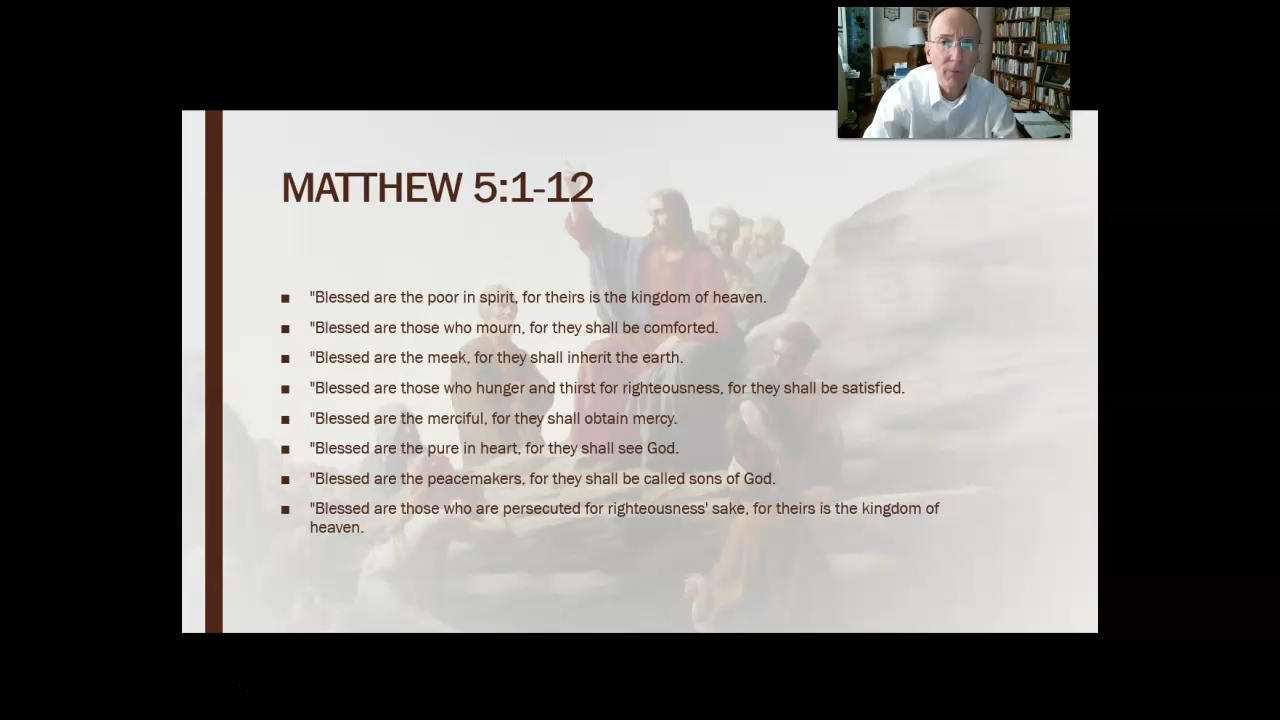 MATTHEW 5:1-12
■ "Blessed are the poor in spirit, for theirs is the kingdom of heaven.
■ "Blessed are those who mourn, for they shall be comforted.
■ "Blessed are the meek, for they shall inherit the earth.
■ "Blessed are those who hunger and thirst for righteousness, for they shall be satisfied.
■ "Blessed are the merciful, for they shall obtain mercy.
■ "Blessed are the pure in heart, for they shall see God.
■ "Blessed are the peacemakers, for they shall be called sons of God.
■ "Blessed are those who are persecuted for righteousness' sake, for theirs is the kingdom of
heaven.